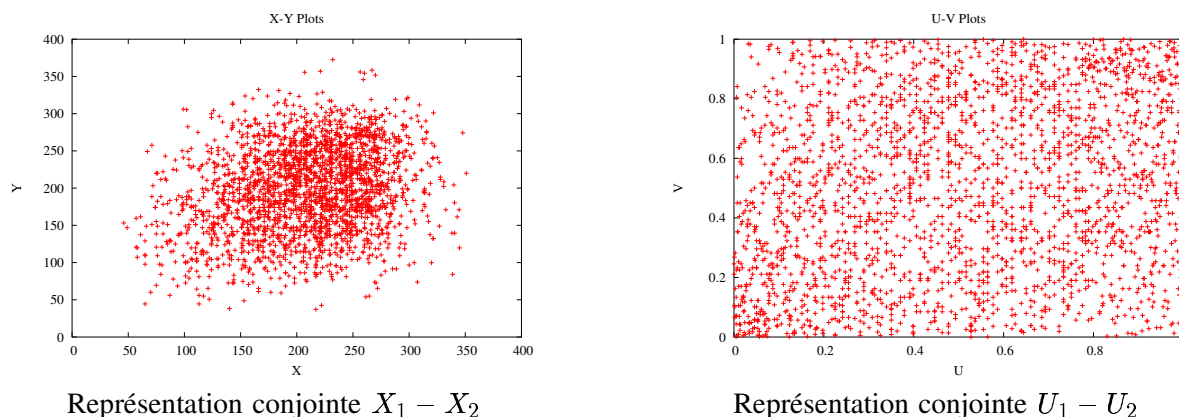 X-Y Plots
400
350
300
250
200
150
100
50
0
Y
0 50 100 150 200 250 300 350 400
X
Représentation conjointe X₁ − X₂
U-V Plots
1
0.8
0.6
0.4
0.2
0
V
0 0.2 0.4 0.6 0.8
U
Représentation conjointe U₁ − U₂